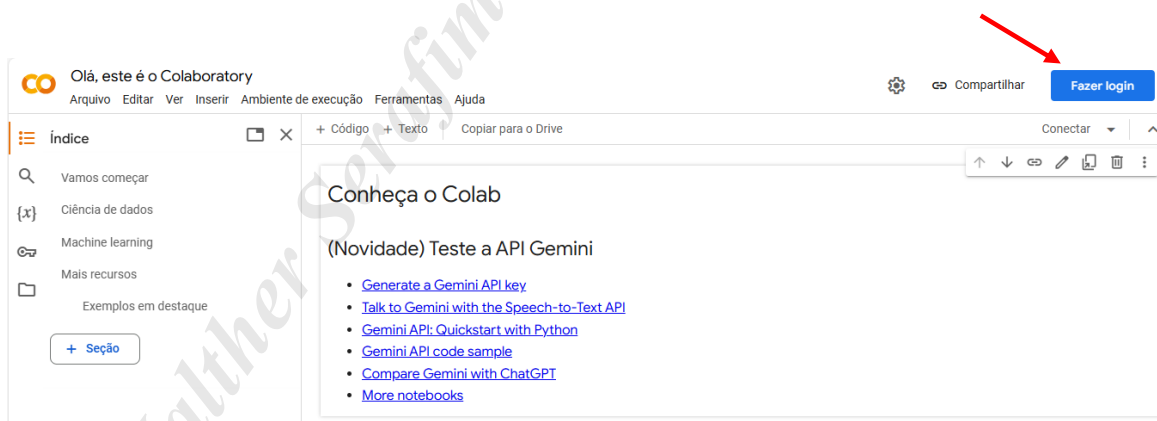 Olá, este é o Colaboratory
Arquivo Editar Ver Inserir Ambiente de execução Ferramentas Ajuda
Compartilhar
Fazer login
Índice
+ Código + Texto Copiar para o Drive
Conectar
Vamos começar
{x} Ciência de dados
Machine learning
Mais recursos
Exemplos em destaque
+ Seção
Conheça o Colab
(Novidade) Teste a API Gemini
• Generate a Gemini API key
• Talk to Gemini with the Speech-to-Text API
• Gemini API: Quickstart with Python
• Gemini API code sample
• Compare Gemini with ChatGPT
• More notebooks
Walther Serafim